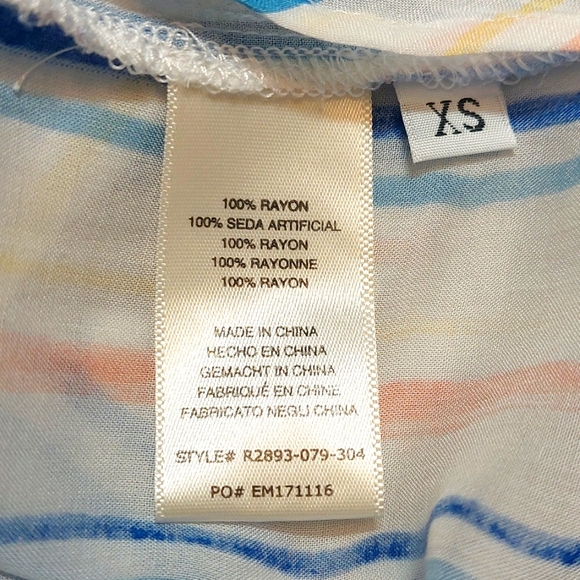 XS
100% RAYON
100% SEDA ARTIFICIAL
100% RAYON
100% RAYONNE
100% RAYON
MADE IN CHINA
HECHO EN CHINA
GEMACHT IN CHINA
FABRIQUÉ EN CHINE
FABRICATO NEGLI CHINA
STYLE# R2893-079-304
PO# EM171116